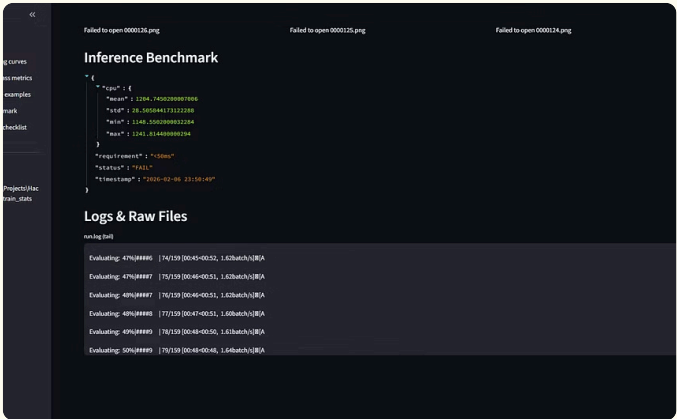 «
Failed to open 0000126.png
Failed to open 0000125.png
Failed to open 0000124.png
ng curves
ass metrics
examples
mark
checklist
\Projects\Hac
train_stats
Inference Benchmark
{
"cpu" : {
"mean" : 1204.7450209007006
"std" : 28.505844173122288
"min" : 1148.5502000032284
"max" : 1241.814400000294
}
"requirement" : "<50ms"
"status" : "FAIL"
"timestamp" : "2026-02-06 23:50:49"
}
Logs & Raw Files
run.log (tail)
Evaluating: 47%|####6 | 74/159 [00:45<00:52, 1.62batch/s]
Evaluating: 47%|####7 | 75/159 [00:46<00:51, 1.62batch/s]
Evaluating: 48%|####7 | 76/159 [00:46<00:51, 1.62batch/s]
Evaluating: 48%|####8 | 77/159 [00:47<00:51, 1.60batch/s]
Evaluating: 49%|####9 | 78/159 [00:48<00:50, 1.61batch/s]
Evaluating: 50%|####9 | 79/159 [00:48<00:48, 1.64batch/s]